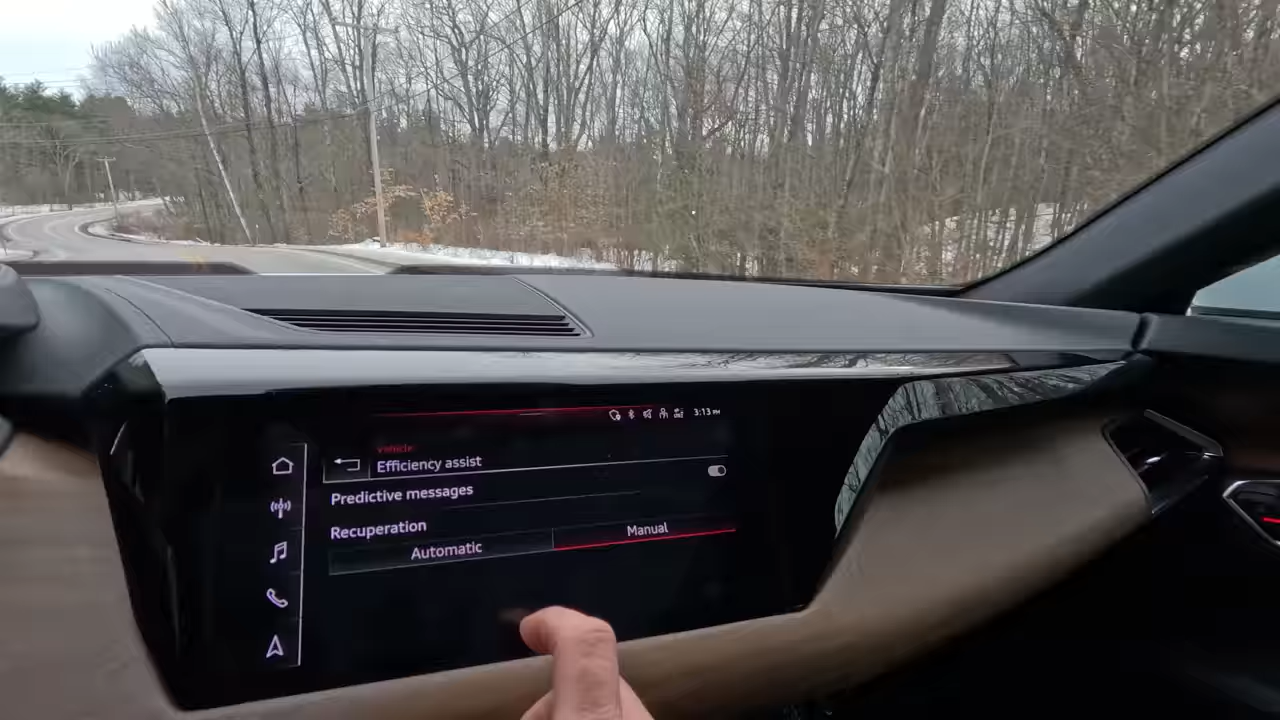 3:13 PM
vehicle
Efficiency assist
Predictive messages
Recuperation
Automatic
Manual